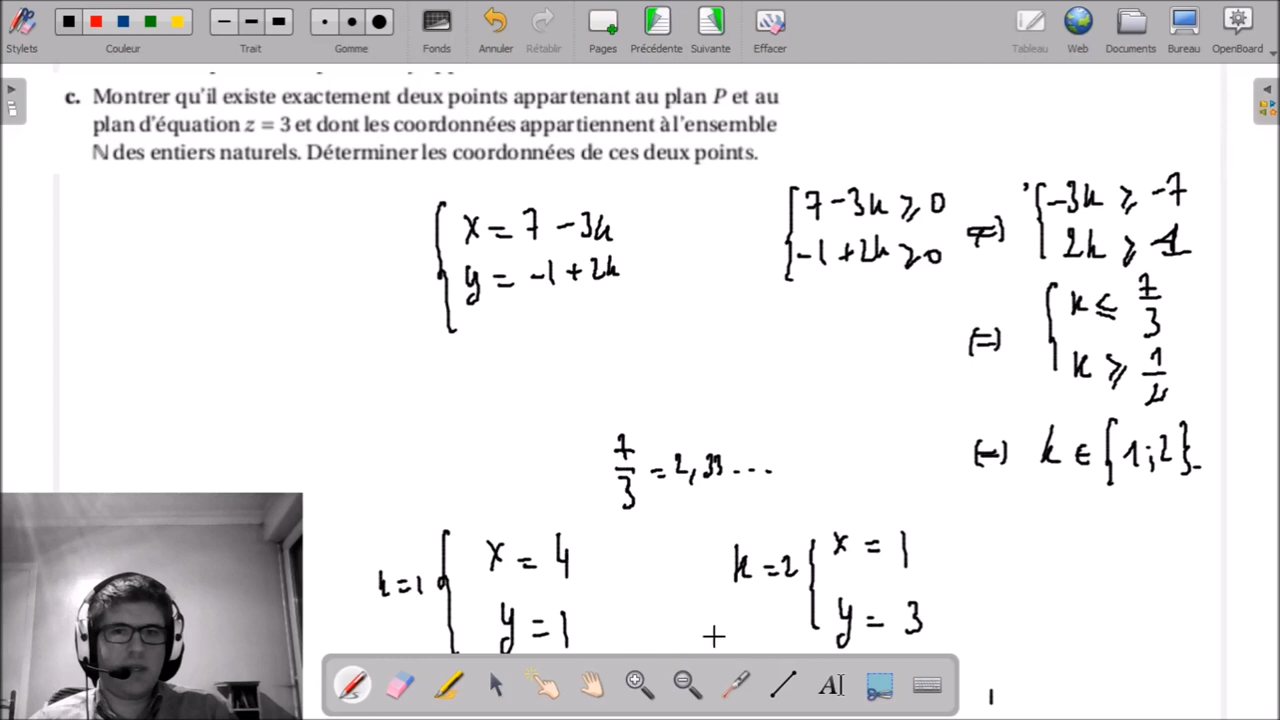 Stylets Couleur Trait Gomme Fonds Annuler Rétablir Pages Précédente Suivante Effacer Tableau Web Documents Bureau OpenBoard
c. Montrer qu'il existe exactement deux points appartenant au plan P et au
plan d'équation z = 3 et dont les coordonnées appartiennent à l'ensemble
ℕ des entiers naturels. Déterminer les coordonnées de ces deux points.
x = 7 - 3k
y = -1 + 2k
7 - 3k ⩾ 0
-1 + 2k ⩾ 0
⇔ -3k ⩾ -7
2k ⩾ 1
⇔ k ≤ 7/3
k ⩾ 1/2
⇔ k ∈ {1;2}.
7/3 = 2,33...
k=1 x = 4
y = 1
k=2 x = 1
y = 3